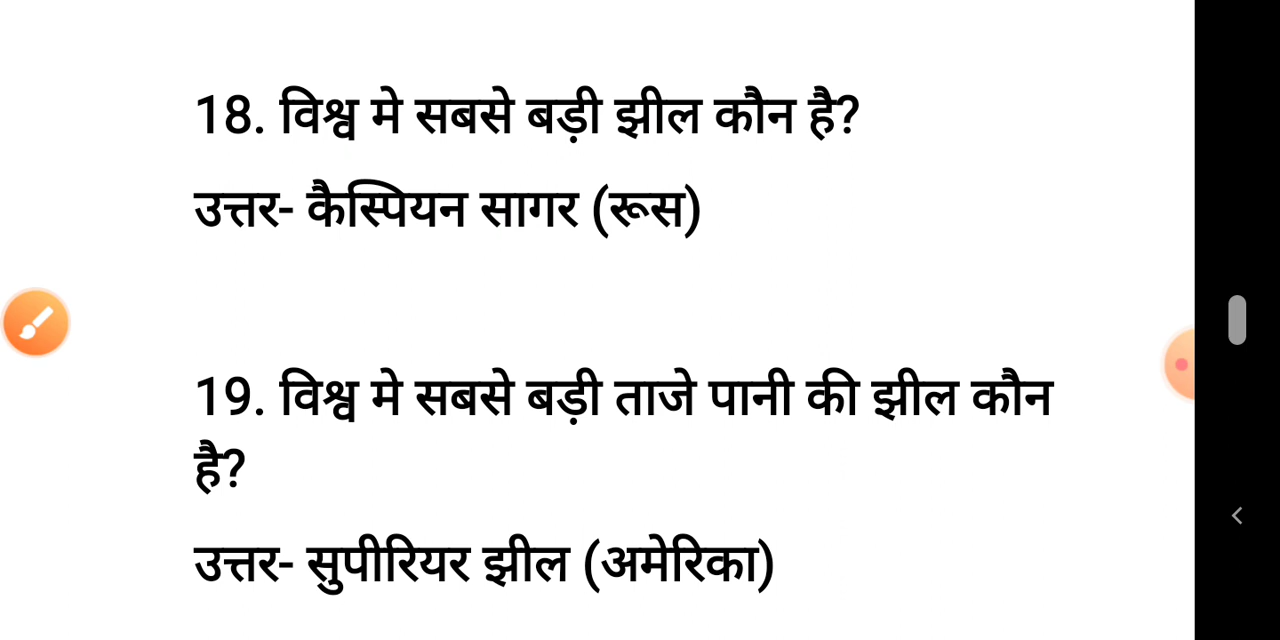 18. विश्व मे सबसे बड़ी झील कौन है?
उत्तर- कैस्पियन सागर (रूस)
19. विश्व मे सबसे बड़ी ताजे पानी की झील कौन
है?
उत्तर- सुपीरियर झील (अमेरिका)